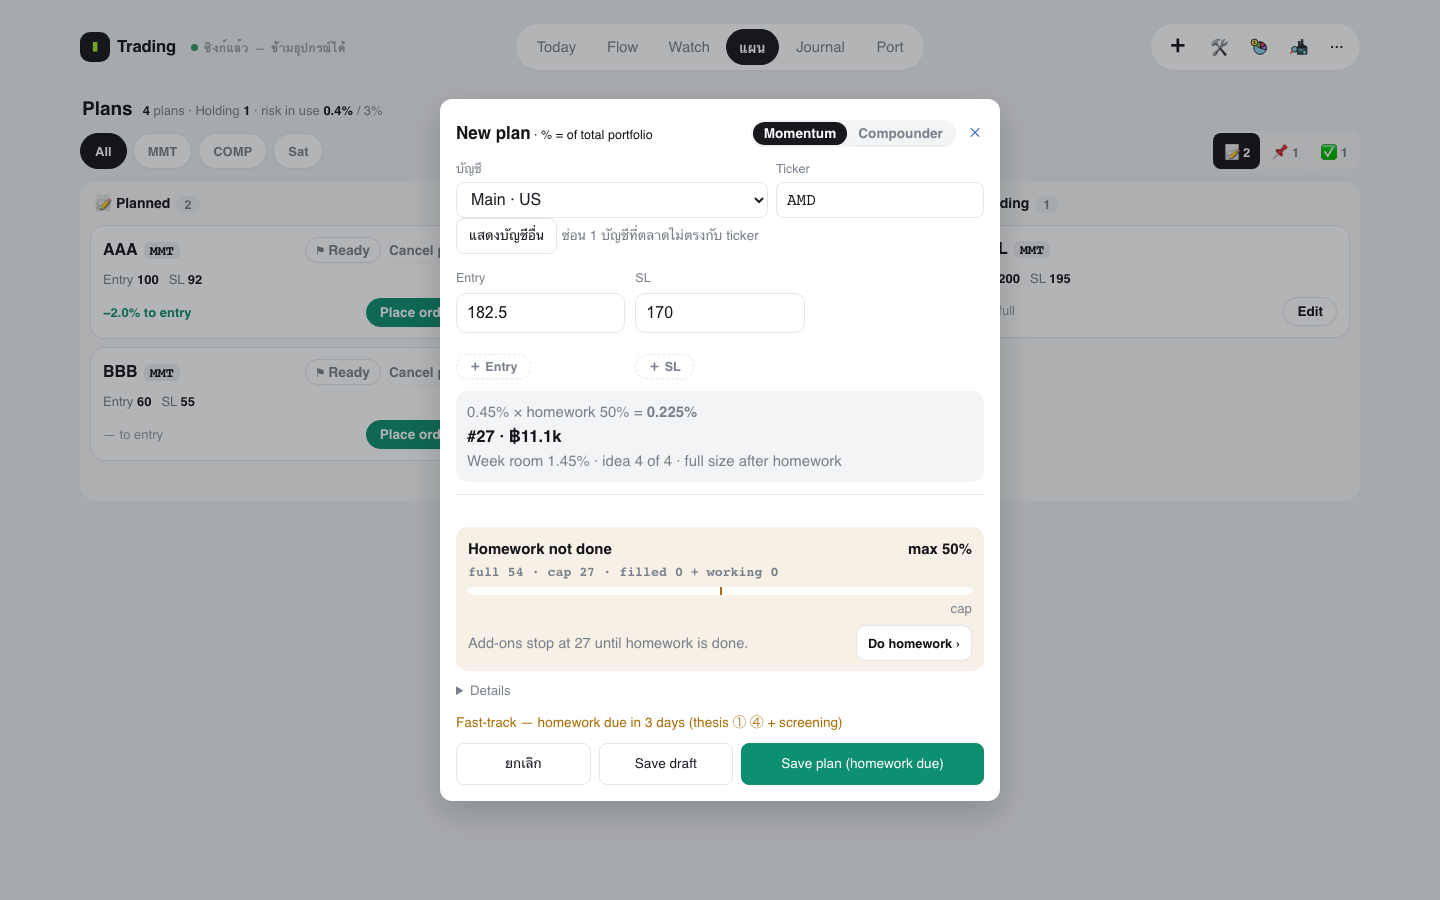 Trading
ซิงก์แล้ว — ข้ามอุปกรณ์ได้
Today Flow Watch แผน Journal Port
Plans 4 plans · Holding 1 · risk in use 0.4% / 3%
All MMT COMP Sat
2 1 1
Planned 2
AAA MMT Ready Cancel
Entry 100 SL 92
−2.0% to entry Place
BBB MMT Ready Cancel
Entry 60 SL 55
— to entry Place
1
MMT
200 SL 195
Edit
New plan · % = of total portfolio
Momentum Compounder ×
บัญชี Ticker
Main · US AMD
แสดงบัญชีอื่น ซ่อน 1 บัญชีที่ตลาดไม่ตรงกับ ticker
Entry SL
182.5 170
+ Entry + SL
0.45% × homework 50% = 0.225%
#27 · ฿11.1k
Week room 1.45% · idea 4 of 4 · full size after homework
Homework not done max 50%
full 54 · cap 27 · filled 0 + working 0
cap
Add-ons stop at 27 until homework is done. Do homework ›
Details
Fast-track — homework due in 3 days (thesis ① ④ + screening)
ยกเลิก Save draft Save plan (homework due)